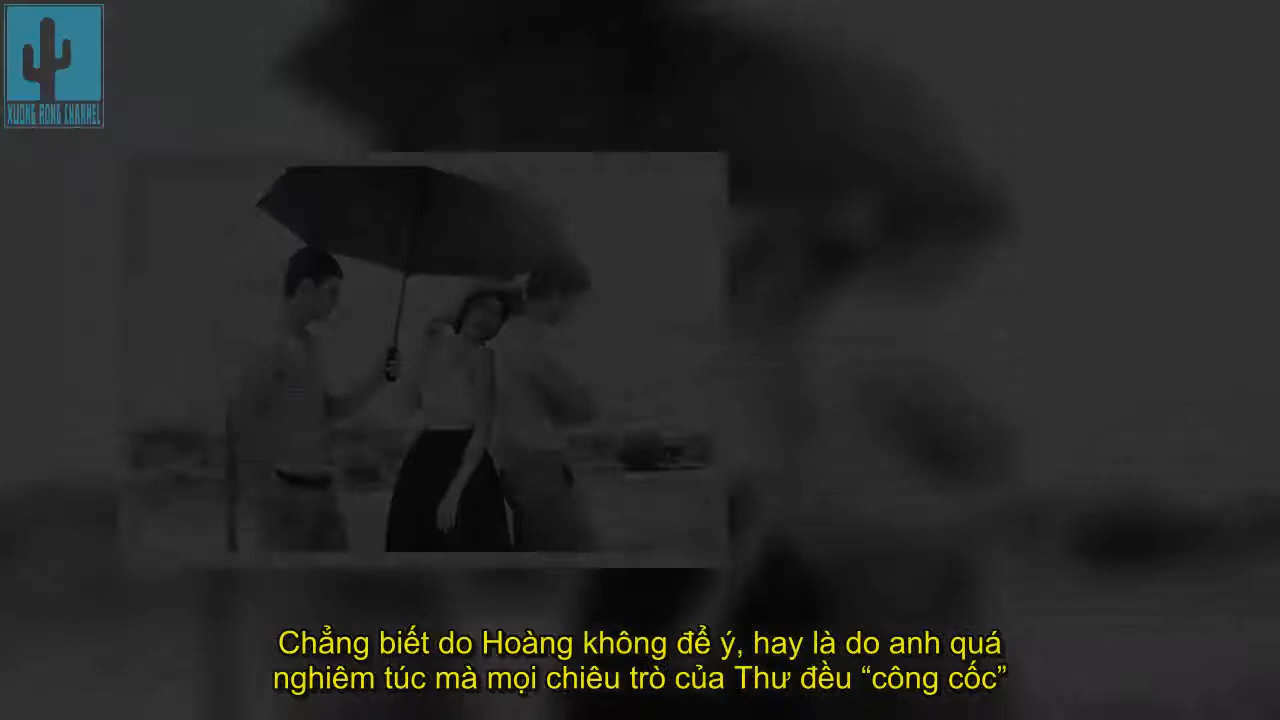 XUONG RONG CHANNEL
Chẳng biết do Hoàng không để ý, hay là do anh quá
nghiêm túc mà mọi chiêu trò của Thư đều “công cốc”